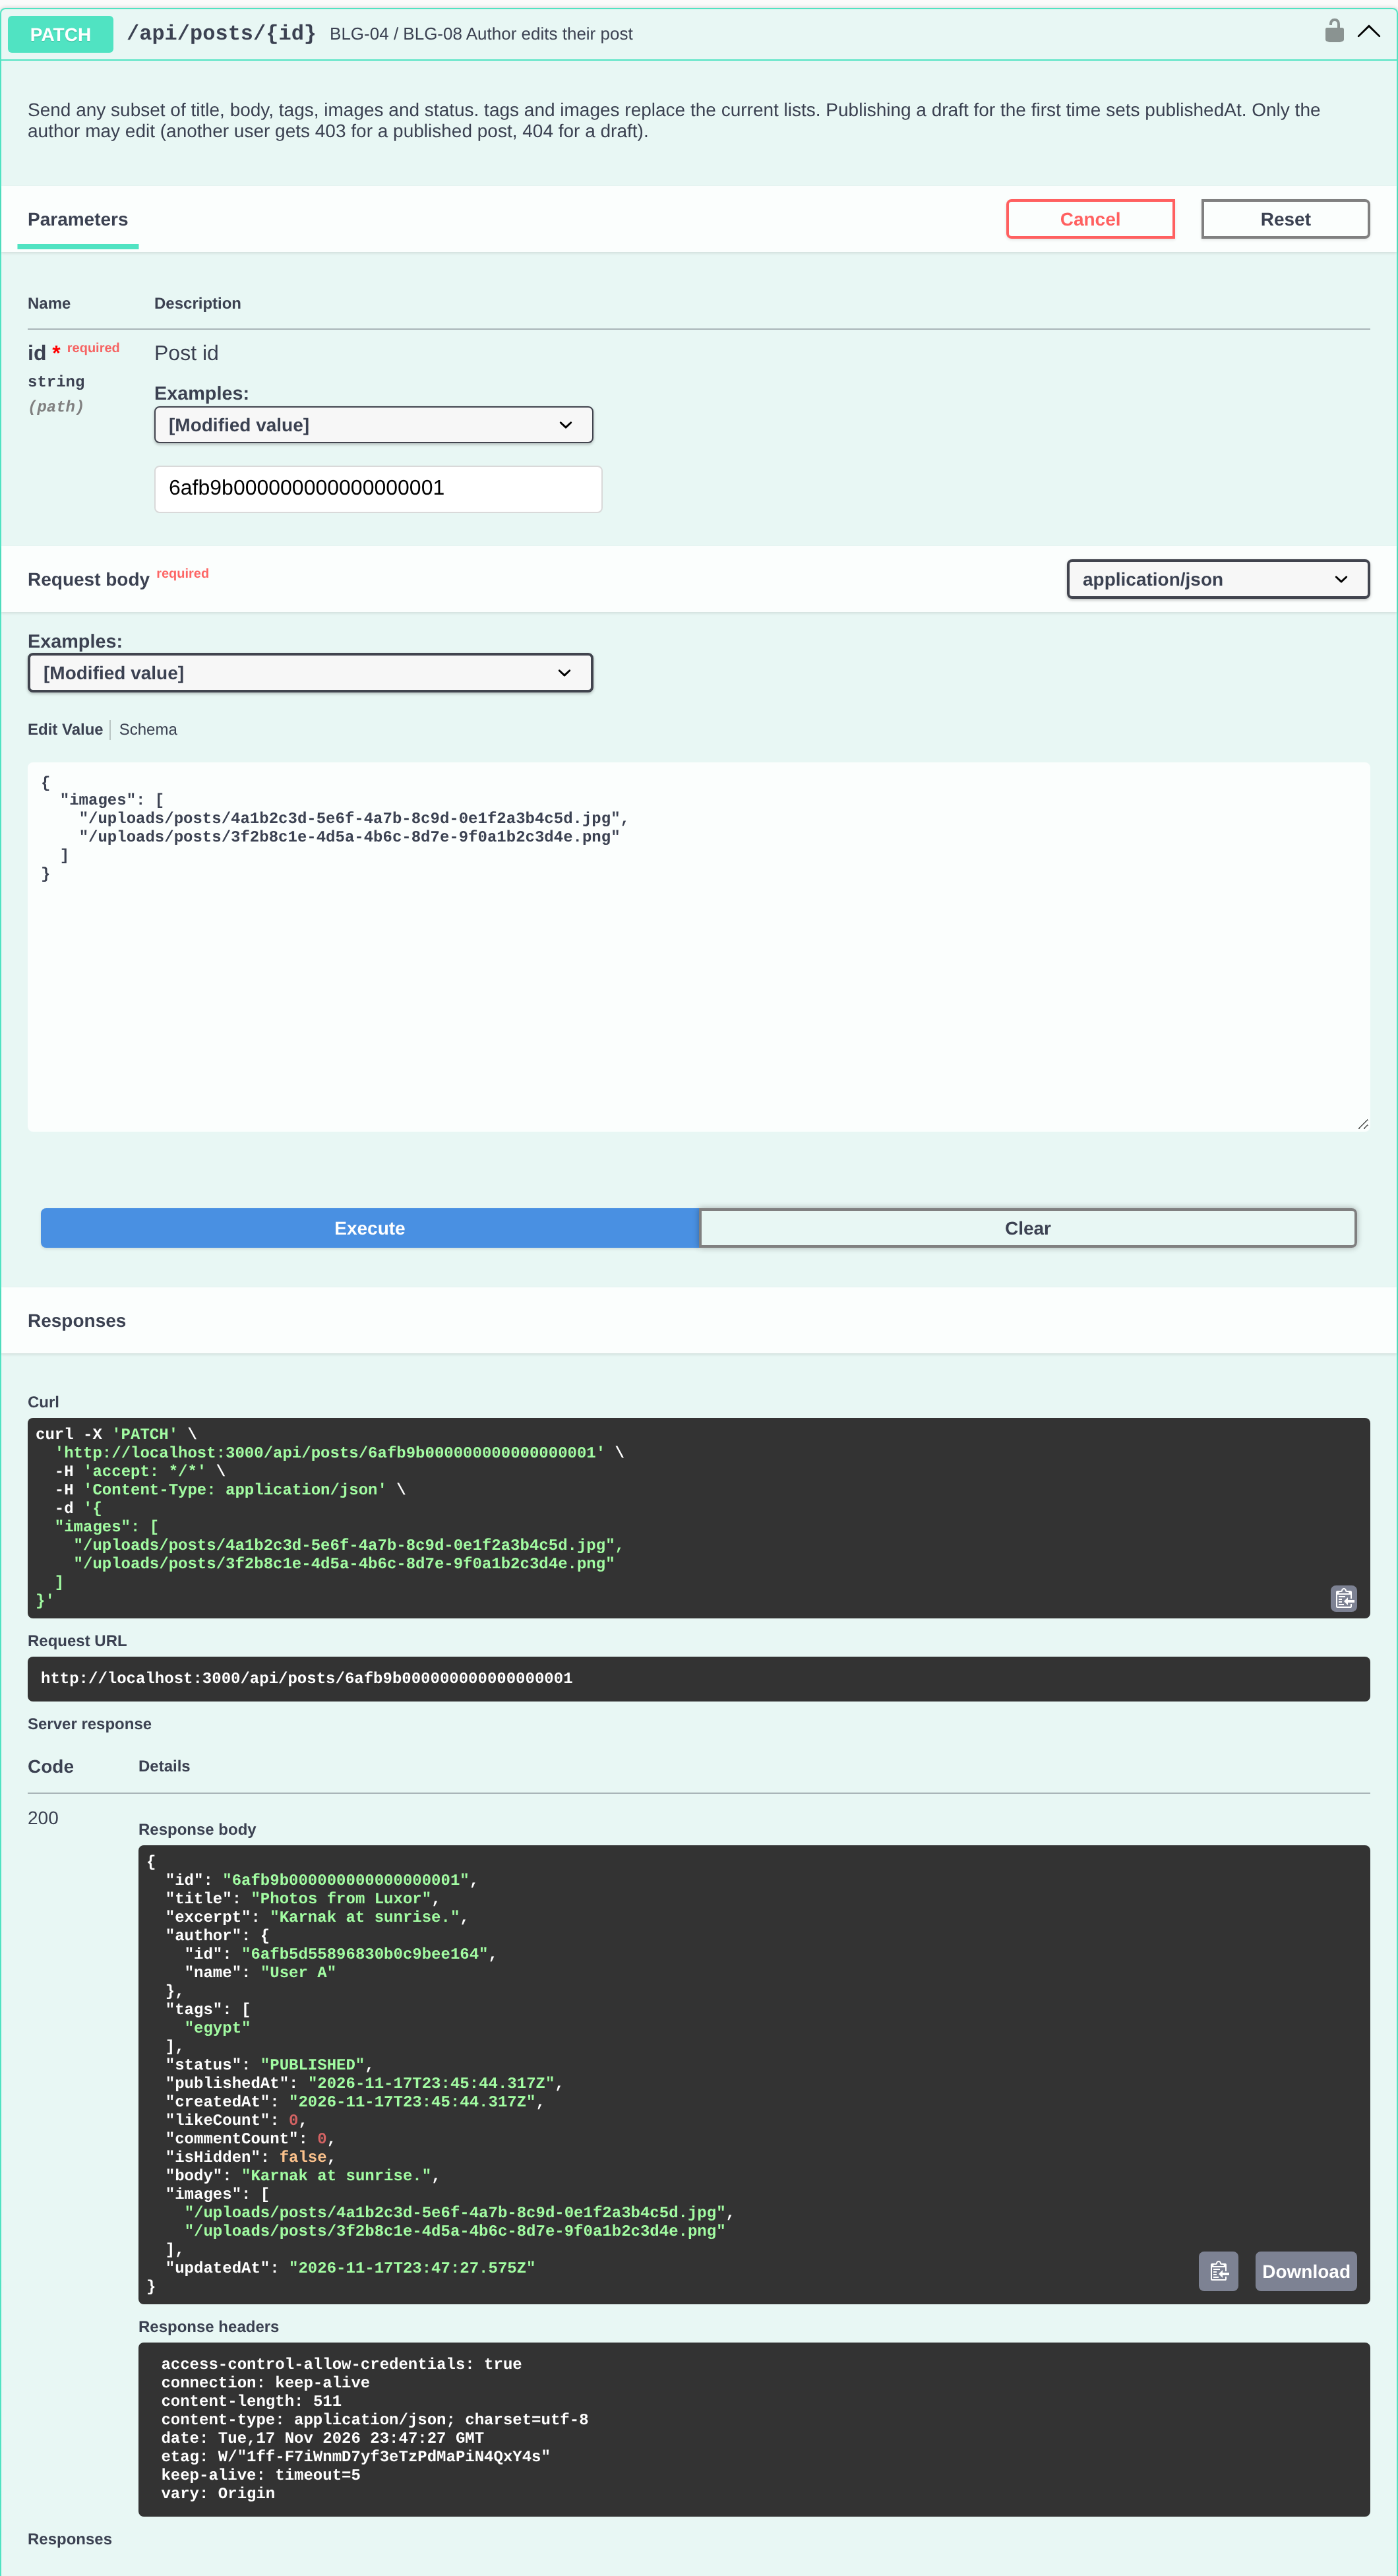 PATCH /api/posts/{id} BLG-04 / BLG-08 Author edits their post
Send any subset of title, body, tags, images and status. tags and images replace the current lists. Publishing a draft for the first time sets publishedAt. Only the
author may edit (another user gets 403 for a published post, 404 for a draft).
Parameters Cancel Reset
Name Description
id * required Post id
string
(path)
Examples:
[Modified value]
6afb9b000000000000000001
Request body required application/json
Examples:
[Modified value]
Edit Value Schema
{
  "images": [
    "/uploads/posts/4a1b2c3d-5e6f-4a7b-8c9d-0e1f2a3b4c5d.jpg",
    "/uploads/posts/3f2b8c1e-4d5a-4b6c-8d7e-9f0a1b2c3d4e.png"
  ]
}
Execute Clear
Responses
Curl
curl -X 'PATCH' \
  'http://localhost:3000/api/posts/6afb9b000000000000000001' \
  -H 'accept: */*' \
  -H 'Content-Type: application/json' \
  -d '{
  "images": [
    "/uploads/posts/4a1b2c3d-5e6f-4a7b-8c9d-0e1f2a3b4c5d.jpg",
    "/uploads/posts/3f2b8c1e-4d5a-4b6c-8d7e-9f0a1b2c3d4e.png"
  ]
}'
Request URL
http://localhost:3000/api/posts/6afb9b000000000000000001
Server response
Code Details
200
Response body
{
  "id": "6afb9b000000000000000001",
  "title": "Photos from Luxor",
  "excerpt": "Karnak at sunrise.",
  "author": {
    "id": "6afb5d55896830b0c9bee164",
    "name": "User A"
  },
  "tags": [
    "egypt"
  ],
  "status": "PUBLISHED",
  "publishedAt": "2026-11-17T23:45:44.317Z",
  "createdAt": "2026-11-17T23:45:44.317Z",
  "likeCount": 0,
  "commentCount": 0,
  "isHidden": false,
  "body": "Karnak at sunrise.",
  "images": [
    "/uploads/posts/4a1b2c3d-5e6f-4a7b-8c9d-0e1f2a3b4c5d.jpg",
    "/uploads/posts/3f2b8c1e-4d5a-4b6c-8d7e-9f0a1b2c3d4e.png"
  ],
  "updatedAt": "2026-11-17T23:47:27.575Z"
}
Download
Response headers
access-control-allow-credentials: true
connection: keep-alive
content-length: 511
content-type: application/json; charset=utf-8
date: Tue,17 Nov 2026 23:47:27 GMT
etag: W/"1ff-F7iWnmD7yf3eTzPdMaPiN4QxY4s"
keep-alive: timeout=5
vary: Origin
Responses